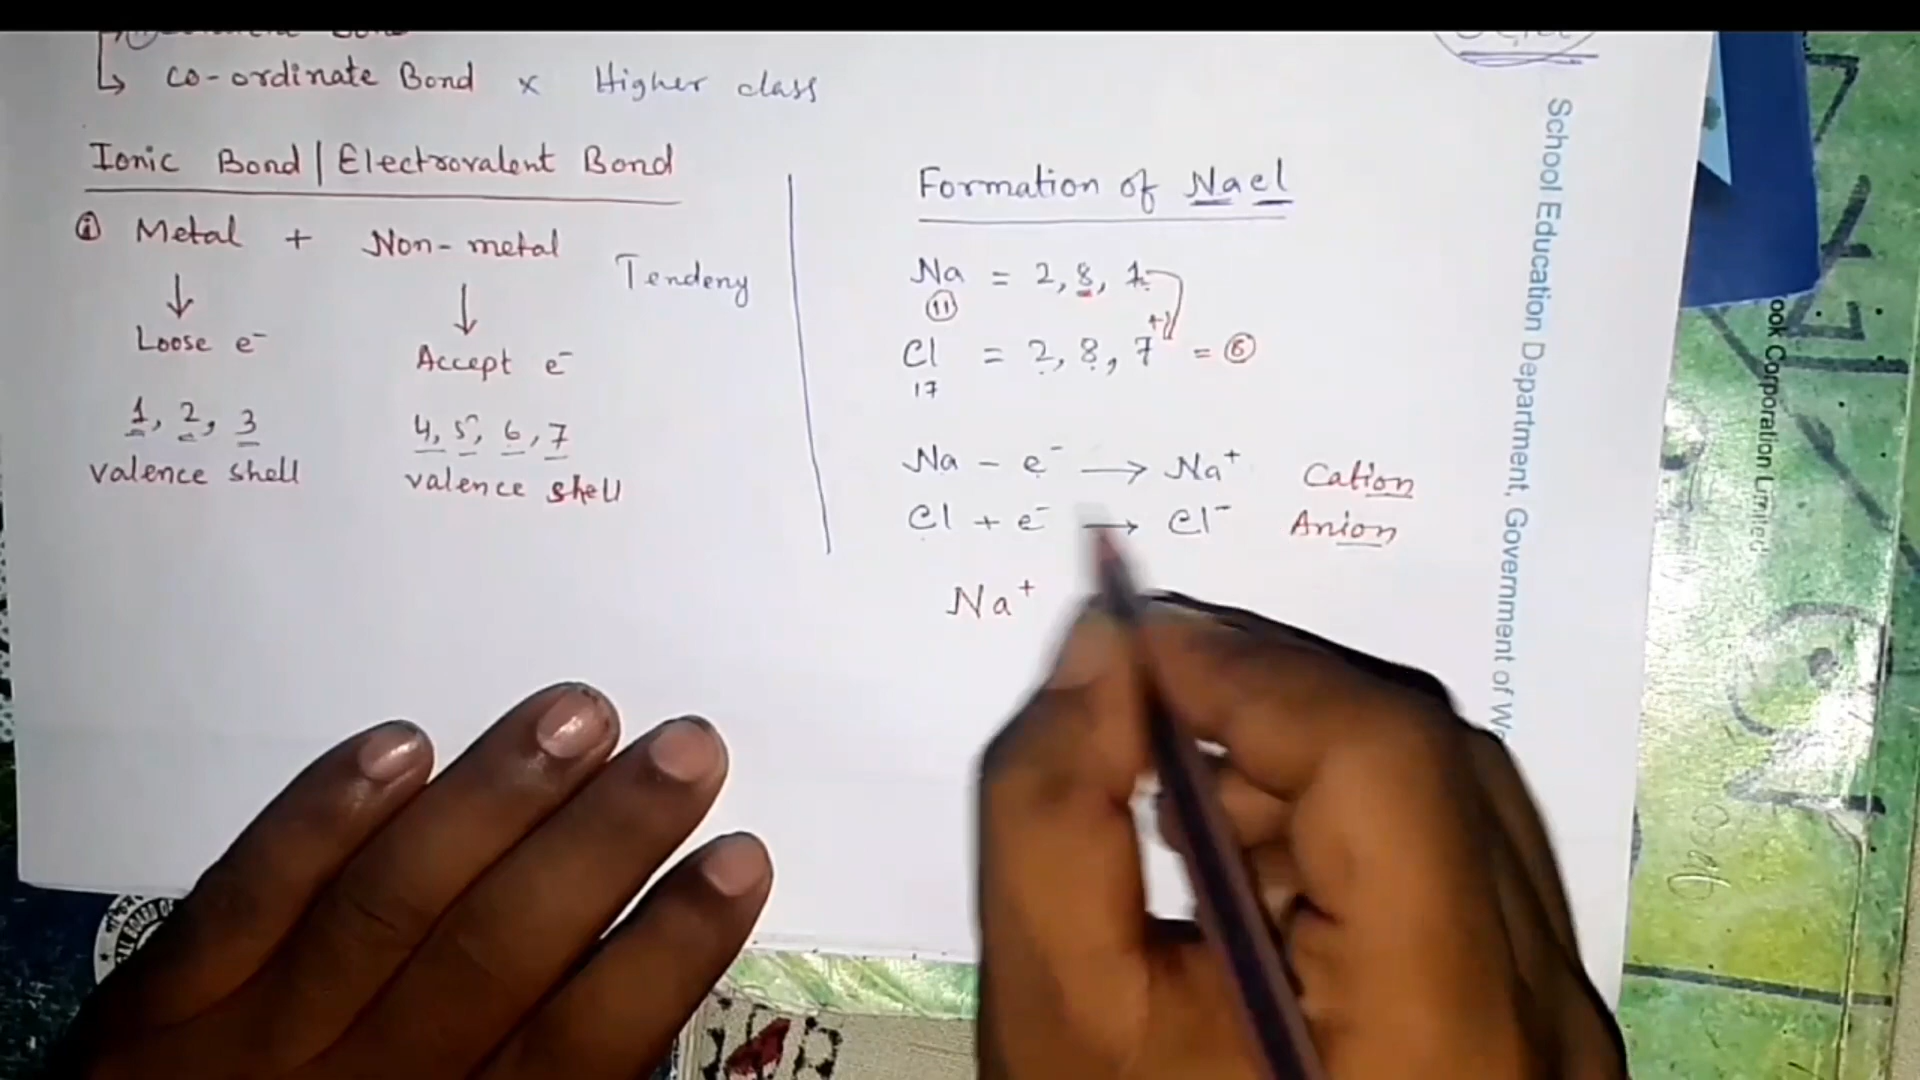 co-ordinate Bond x Higher class
Ionic Bond | Electrovalent Bond
i Metal + Non-metal
Tendeny
↓ ↓
Loose e⁻ Accept e⁻
1, 2, 3 4, 5, 6, 7
valence shell valence shell
Formation of Nacl
Na = 2, 8, 1
11
+1
Cl = 2, 8, 7 = 8
17
Na - e⁻ → Na⁺ Cation
Cl + e⁻ → Cl⁻ Anion
Na⁺
School Education Department, Government of
ook Corporation Limited